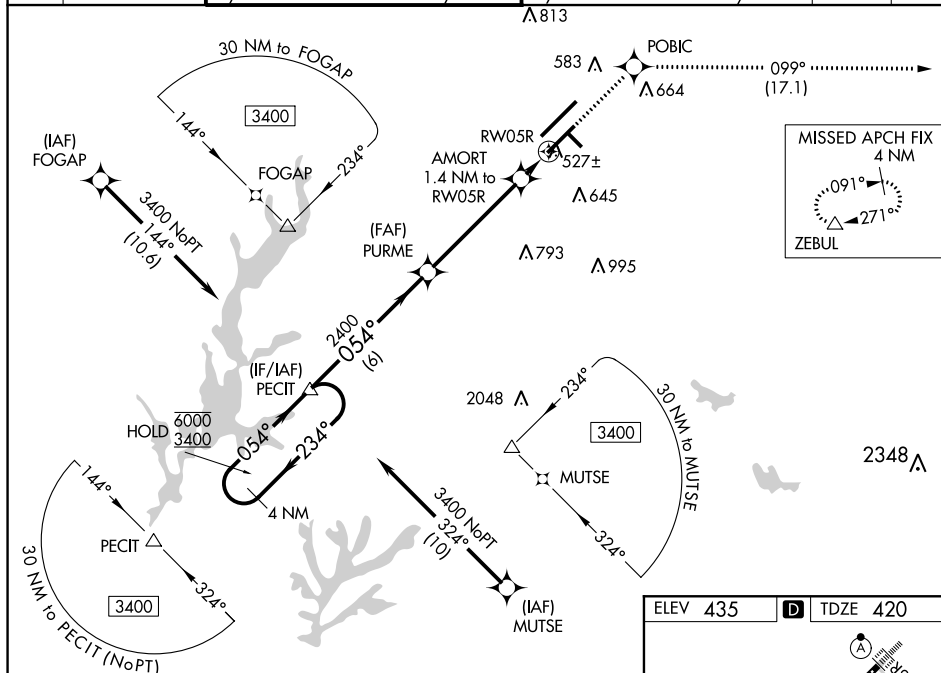 813
30 NM to FOGAP
3400
144°
234°
FOGAP
(IAF)
FOGAP
3400 NoPT
144°
(10.6)
583
POBIC
664
099°
(17.1)
RW05R
527±
AMORT
1.4 NM to
RW05R
645
MISSED APCH FIX
4 NM
091°
271°
ZEBUL
(FAF)
PURME
793
995
2400
054°
(6)
(IF/IAF)
PECIT
HOLD
6000
3400
054°
234°
4 NM
2048
234°
3400
30 NM to MUTSE
MUTSE
324°
2348
144°
PECIT
324°
3400
30 NM to PECIT (NoPT)
3400 NoPT
324°
(10)
(IAF)
MUTSE
ELEV 435
D
TDZE 420
A